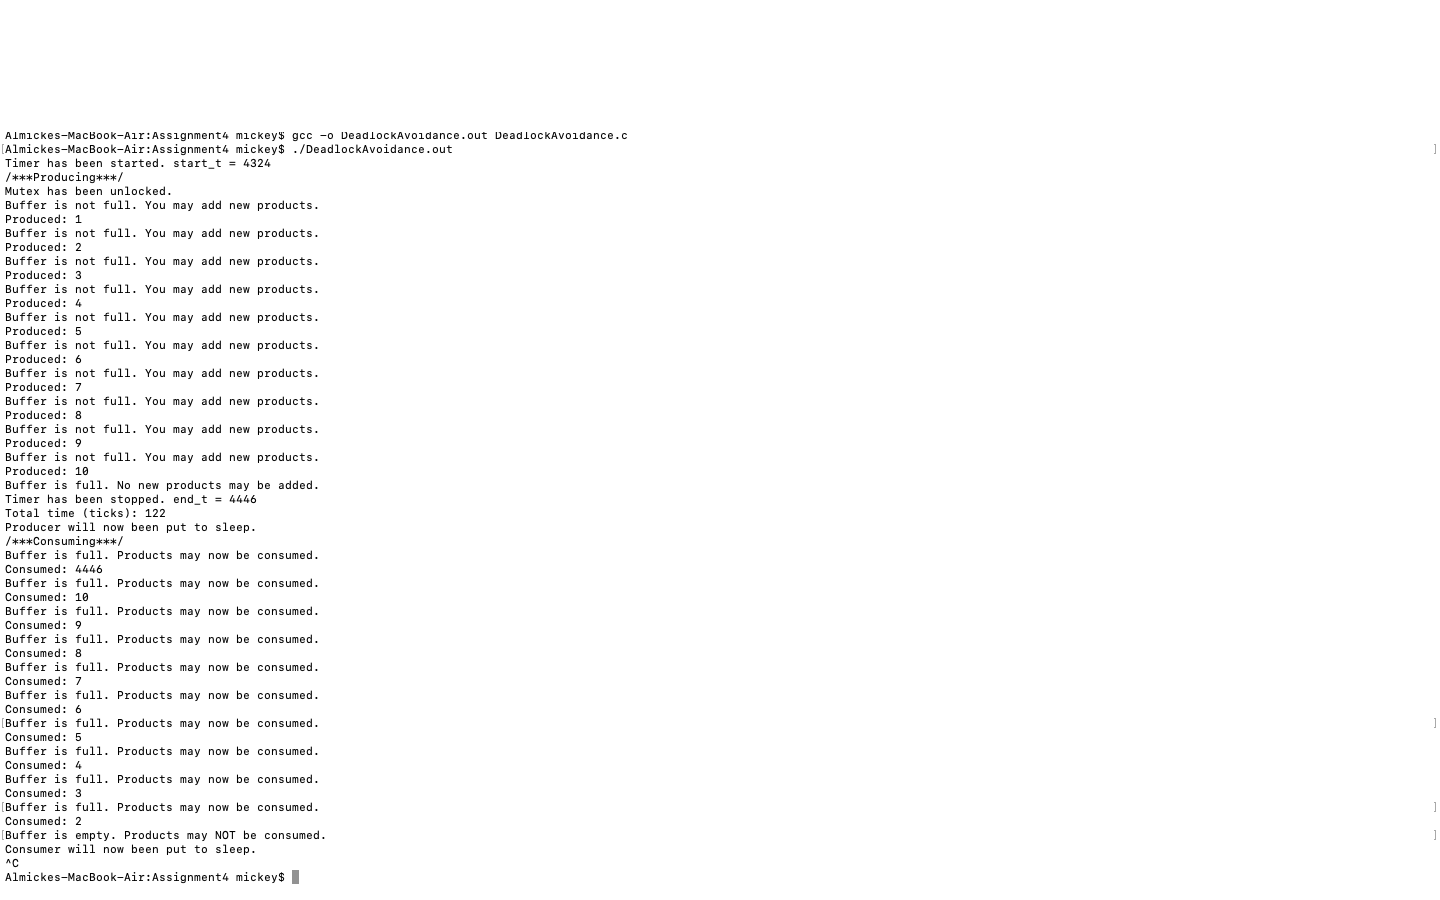 Almickes-MacBook-Air:Assignment4 mickey$ gcc -o DeadlockAvoidance.out DeadlockAvoidance.c
[Almickes-MacBook-Air:Assignment4 mickey$ ./DeadlockAvoidance.out ]
Timer has been started. start_t = 4324
/***Producing***/
Mutex has been unlocked.
Buffer is not full. You may add new products.
Produced: 1
Buffer is not full. You may add new products.
Produced: 2
Buffer is not full. You may add new products.
Produced: 3
Buffer is not full. You may add new products.
Produced: 4
Buffer is not full. You may add new products.
Produced: 5
Buffer is not full. You may add new products.
Produced: 6
Buffer is not full. You may add new products.
Produced: 7
Buffer is not full. You may add new products.
Produced: 8
Buffer is not full. You may add new products.
Produced: 9
Buffer is not full. You may add new products.
Produced: 10
Buffer is full. No new products may be added.
Timer has been stopped. end_t = 4446
Total time (ticks): 122
Producer will now been put to sleep.
/***Consuming***/
Buffer is full. Products may now be consumed.
Consumed: 4446
Buffer is full. Products may now be consumed.
Consumed: 10
Buffer is full. Products may now be consumed.
Consumed: 9
Buffer is full. Products may now be consumed.
Consumed: 8
Buffer is full. Products may now be consumed.
Consumed: 7
Buffer is full. Products may now be consumed.
Consumed: 6
[Buffer is full. Products may now be consumed. ]
Consumed: 5
Buffer is full. Products may now be consumed.
Consumed: 4
Buffer is full. Products may now be consumed.
Consumed: 3
[Buffer is full. Products may now be consumed. ]
Consumed: 2
[Buffer is empty. Products may NOT be consumed. ]
Consumer will now been put to sleep.
^C
Almickes-MacBook-Air:Assignment4 mickey$